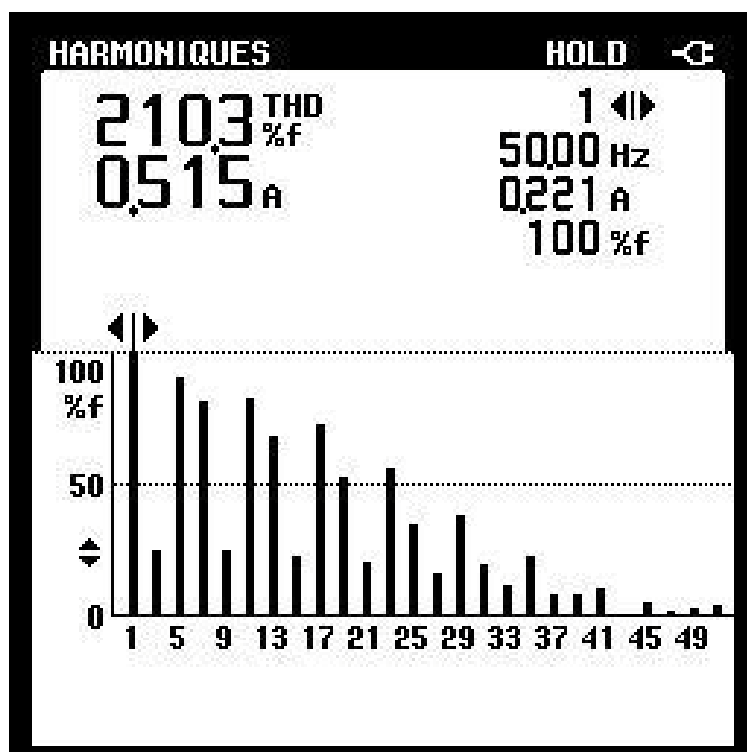 HARMONIQUES HOLD
210,3 THD %f
0,515 A
1
50,00 Hz
0,221 A
100 %f
100
%f
50
0
1 5 9 13 17 21 25 29 33 37 41 45 49